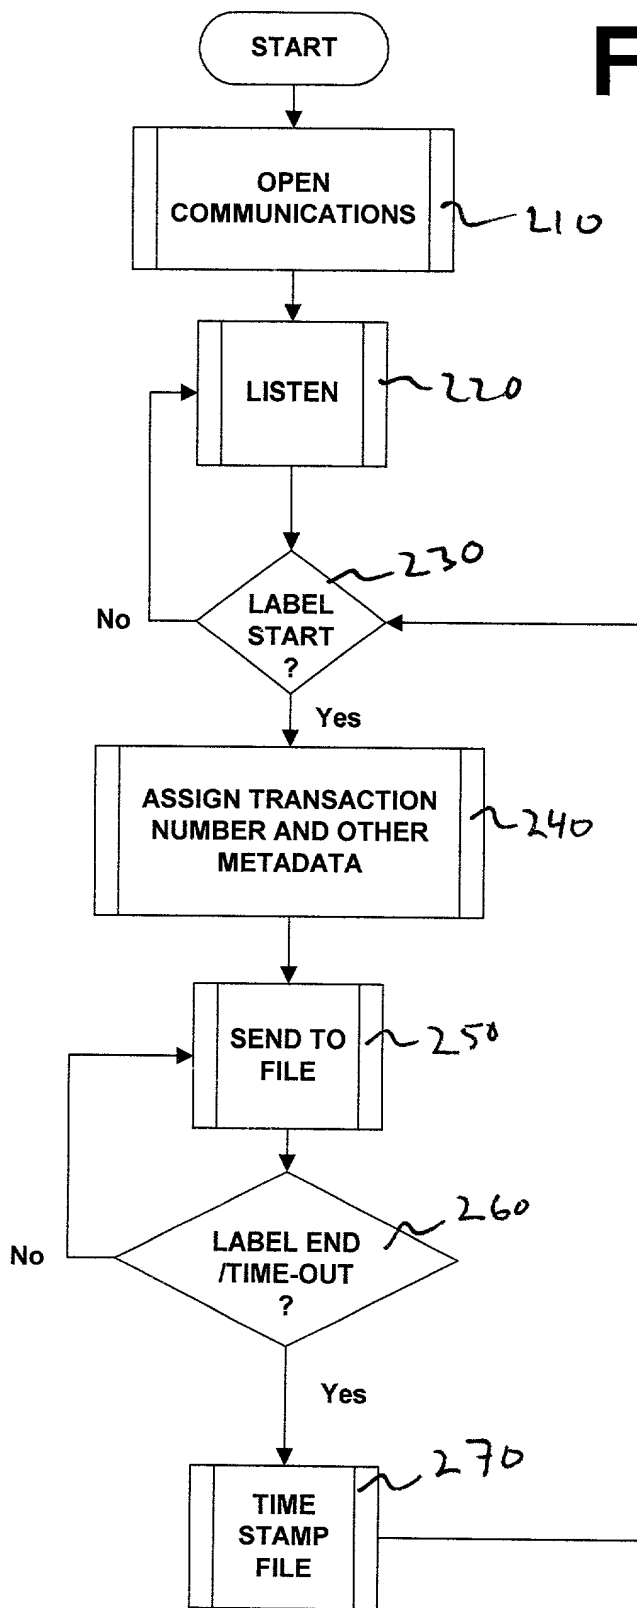 START
F
OPEN
COMMUNICATIONS
210
LISTEN
220
230
LABEL
START
?
No
Yes
ASSIGN TRANSACTION
NUMBER AND OTHER
METADATA
240
SEND TO
FILE
250
260
LABEL END
/TIME-OUT
?
No
Yes
270
TIME
STAMP
FILE